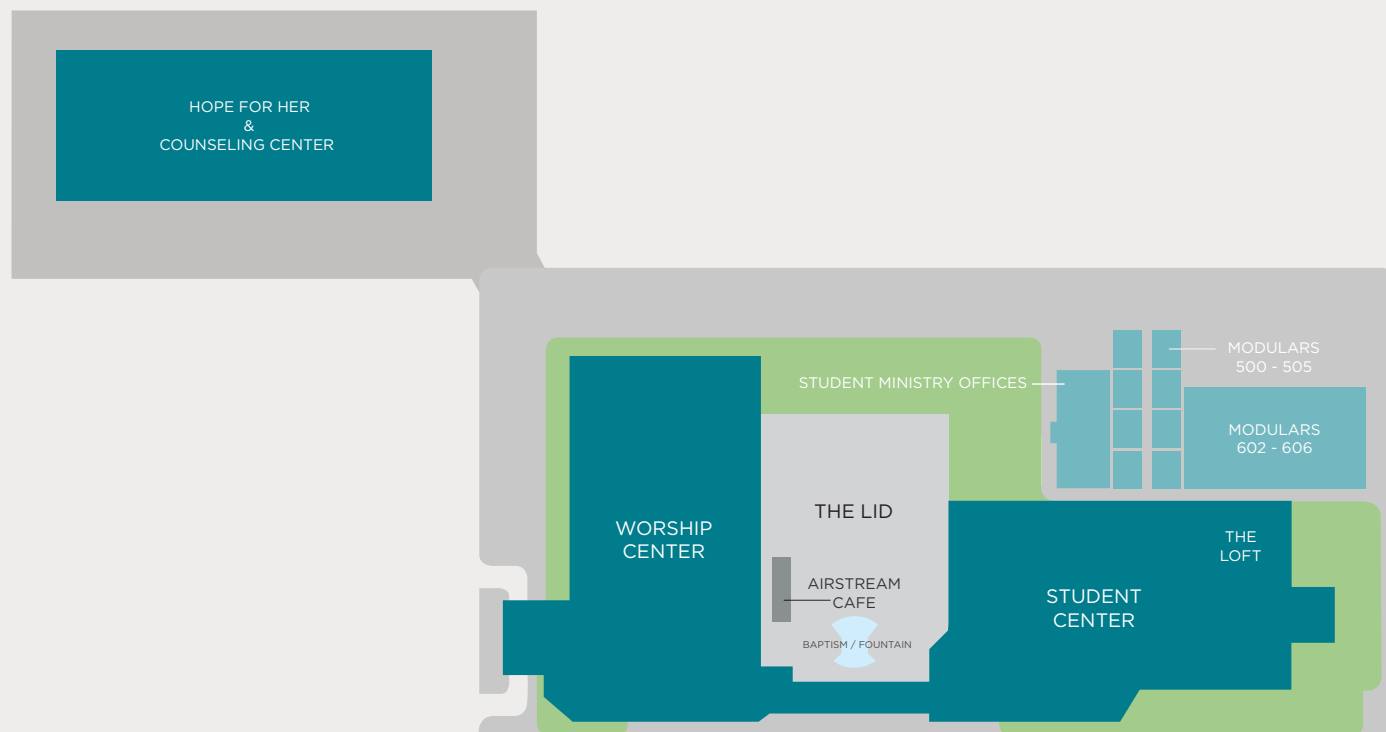 HOPE FOR HER
&
COUNSELING CENTER
MODULARS
500 - 505
STUDENT MINISTRY OFFICES
MODULARS
602 - 606
THE LID
WORSHIP
CENTER
THE
LOFT
AIRSTREAM
CAFE
STUDENT
CENTER
BAPTISM / FOUNTAIN